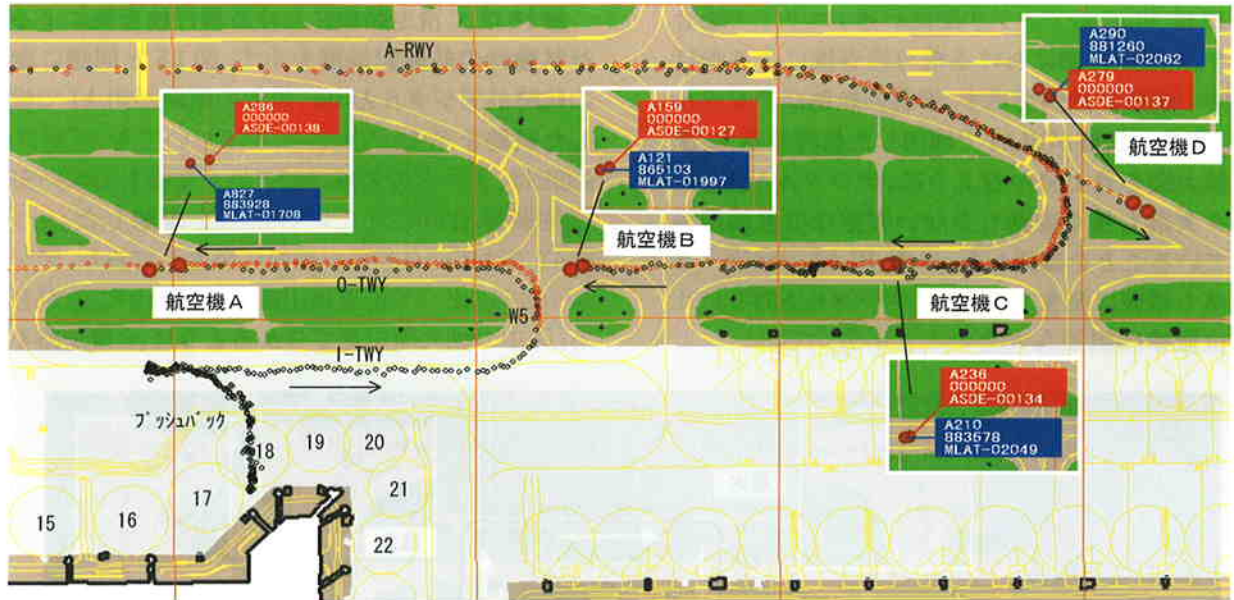 A-RWY
A290
881260
MLAT-02062
A279
000000
ASDE-00137
航空機D
A286
000000
ASDE-00138
A827
883928
MLAT-01708
A159
000000
ASDE-00127
A121
865103
MLAT-01997
航空機B
航空機A
O-TWY
航空機C
W5
I-TWY
A236
000000
ASDE-00134
A210
883578
MLAT-02049
プッシュバック
18
19
20
17
21
15
16
22